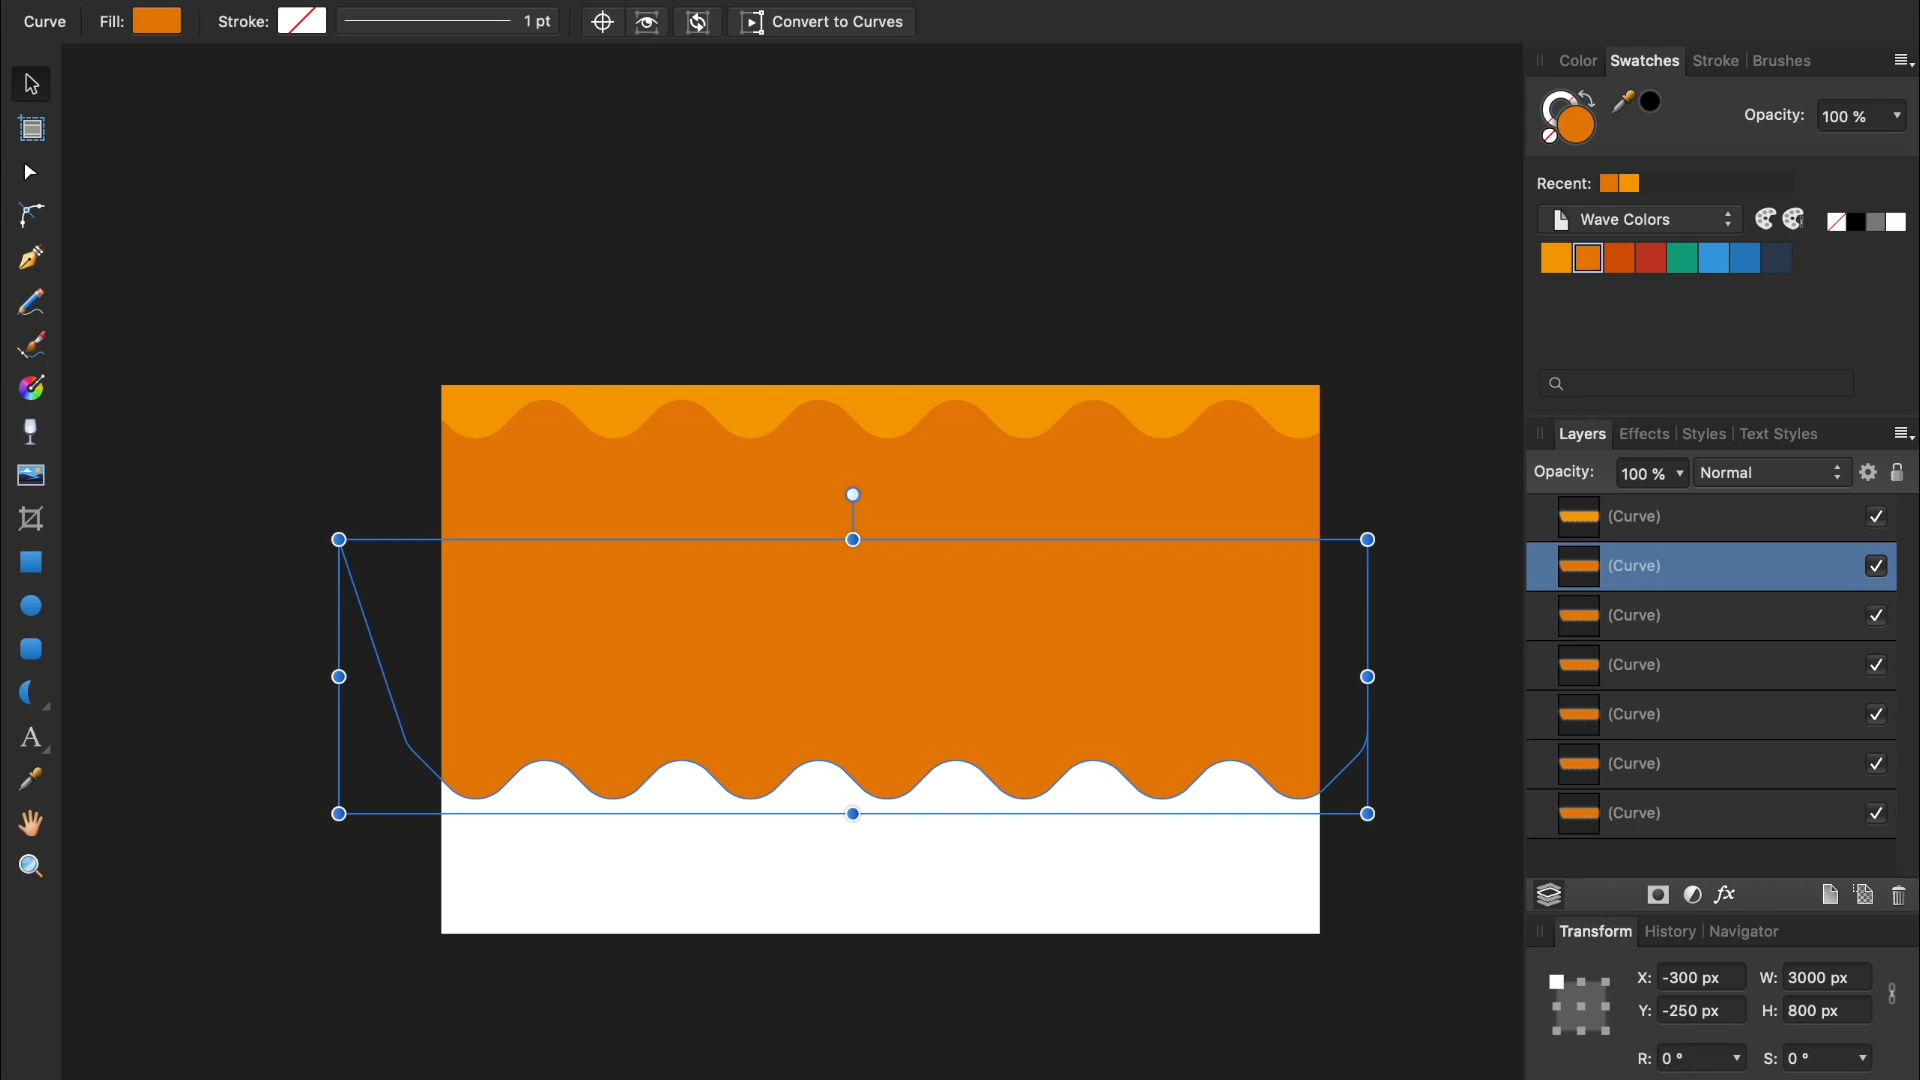 Curve
Fill:
Stroke:
1 pt
Convert to Curves
Color
Swatches
Stroke
Brushes
Opacity:
100 %
Recent:
Wave Colors
Layers
Effects
Styles
Text Styles
Opacity:
100 %
Normal
(Curve)
(Curve)
(Curve)
(Curve)
(Curve)
(Curve)
(Curve)
A
fx
Transform
History
Navigator
X: -300 px
W: 3000 px
Y: -250 px
H: 800 px
R: 0 °
S: 0 °